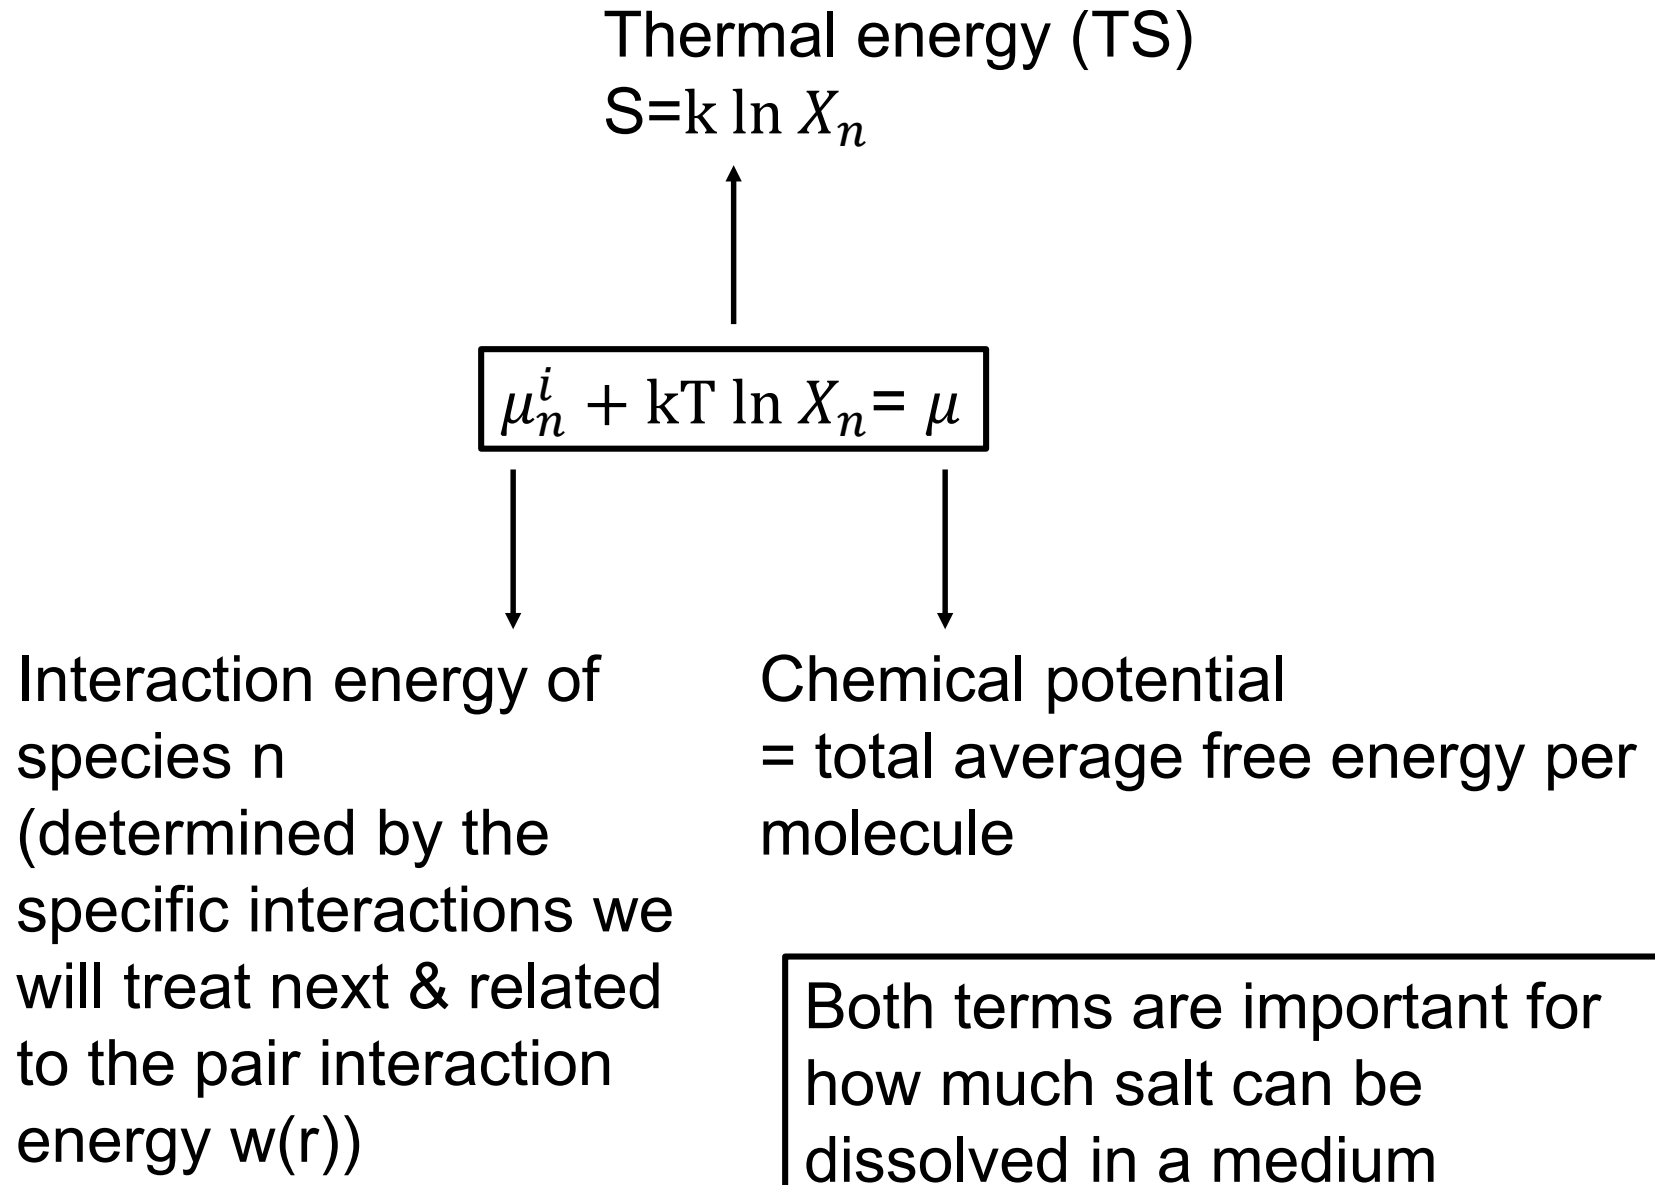 Thermal energy (TS)
S=k ln Xₙ
μₙⁱ + kT ln Xₙ= μ
Interaction energy of
species n
(determined by the
specific interactions we
will treat next & related
to the pair interaction
energy w(r))
Chemical potential
= total average free energy per
molecule
Both terms are important for
how much salt can be
dissolved in a medium